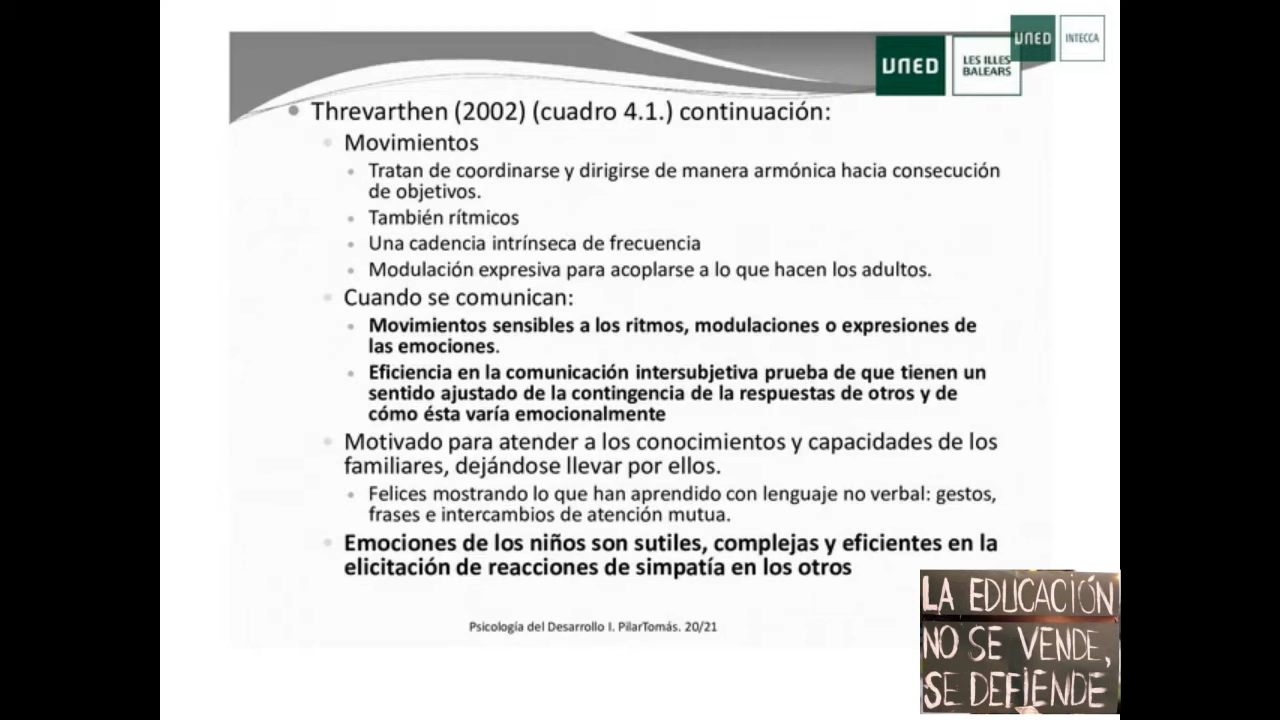 UNED
INTECCA
UNED
LES ILLES
BALEARS
Threvarthen (2002) (cuadro 4.1.) continuación:
Movimientos
Tratan de coordinarse y dirigirse de manera armónica hacia consecución
de objetivos.
También rítmicos
Una cadencia intrínseca de frecuencia
Modulación expresiva para acoplarse a lo que hacen los adultos.
Cuando se comunican:
Movimientos sensibles a los ritmos, modulaciones o expresiones de
las emociones.
Eficiencia en la comunicación intersubjetiva prueba de que tienen un
sentido ajustado de la contingencia de la respuestas de otros y de
cómo ésta varía emocionalmente
Motivado para atender a los conocimientos y capacidades de los
familiares, dejándose llevar por ellos.
Felices mostrando lo que han aprendido con lenguaje no verbal: gestos,
frases e intercambios de atención mutua.
Emociones de los niños son sutiles, complejas y eficientes en la
elicitación de reacciones de simpatía en los otros
Psicología del Desarrollo I. PilarTomás. 20/21
LA EDUCACIÓN
NO SE VENDE,
SE DEFIENDE